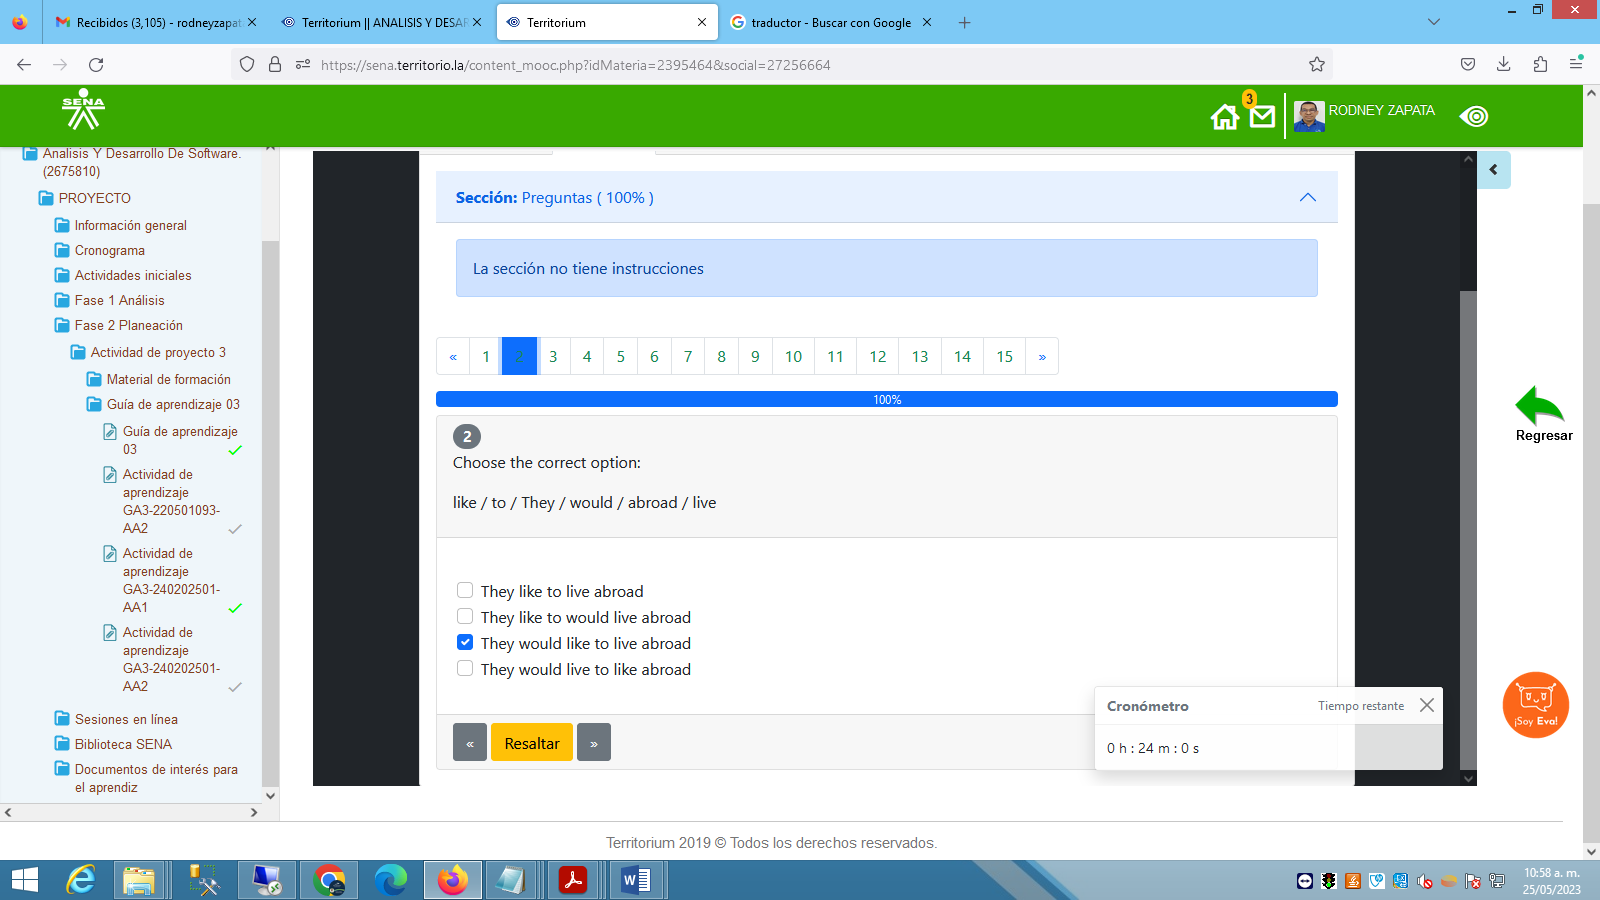 Recibidos (3,105) - rodneyzapata
Territorium || ANALISIS Y DESAR
Territorium
traductor - Buscar con Google
https://sena.territorio.la/content_mooc.php?idMateria=2395464&social=27256664
SENA
3
RODNEY ZAPATA
Analisis Y Desarrollo De Software.
(2675810)
PROYECTO
Información general
Cronograma
Actividades iniciales
Fase 1 Análisis
Fase 2 Planeación
Actividad de proyecto 3
Material de formación
Guía de aprendizaje 03
Guía de aprendizaje
03
Actividad de
aprendizaje
GA3-220501093-
AA2
Actividad de
aprendizaje
GA3-240202501-
AA1
Actividad de
aprendizaje
GA3-240202501-
AA2
Sesiones en línea
Biblioteca SENA
Documentos de interés para
el aprendiz
Sección: Preguntas ( 100% )
La sección no tiene instrucciones
« 1 2 3 4 5 6 7 8 9 10 11 12 13 14 15 »
100%
2
Choose the correct option:
like / to / They / would / abroad / live
They like to live abroad
They like to would live abroad
They would like to live abroad
They would live to like abroad
« Resaltar »
Cronómetro Tiempo restante
0 h : 24 m : 0 s
Regresar
¡Soy Eva!
Territorium 2019 © Todos los derechos reservados.
10:58 a. m.
25/05/2023